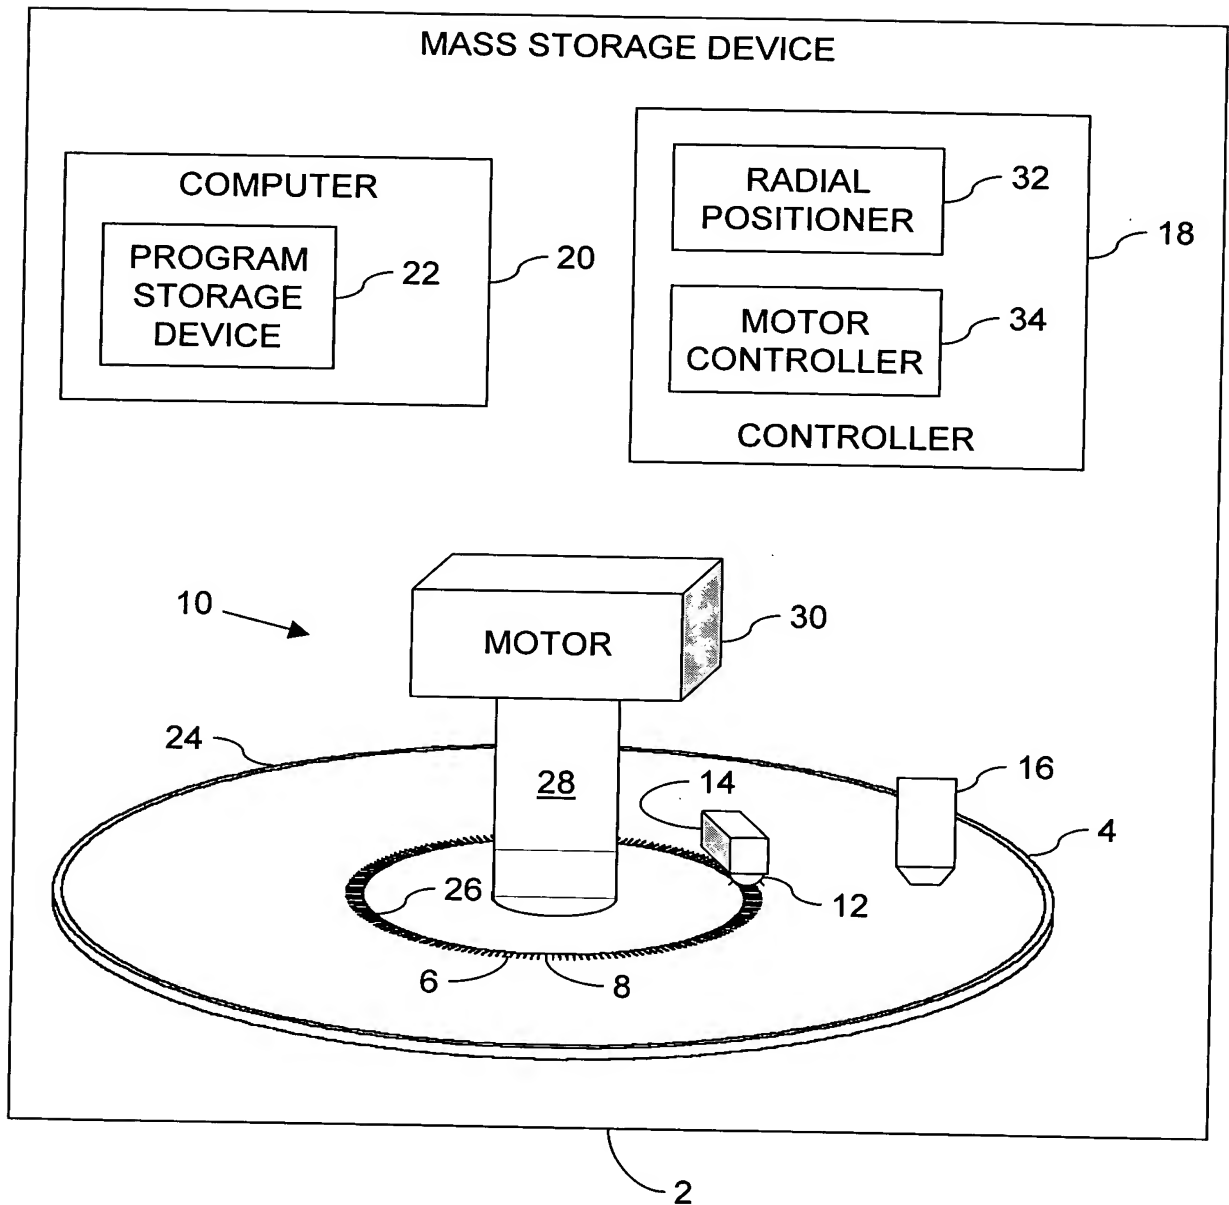 MASS STORAGE DEVICE
COMPUTER
PROGRAM
STORAGE
DEVICE
22
20
RADIAL
POSITIONER
32
18
MOTOR
CONTROLLER
34
CONTROLLER
10
MOTOR
30
24
28
14
16
4
26
12
6
8
2